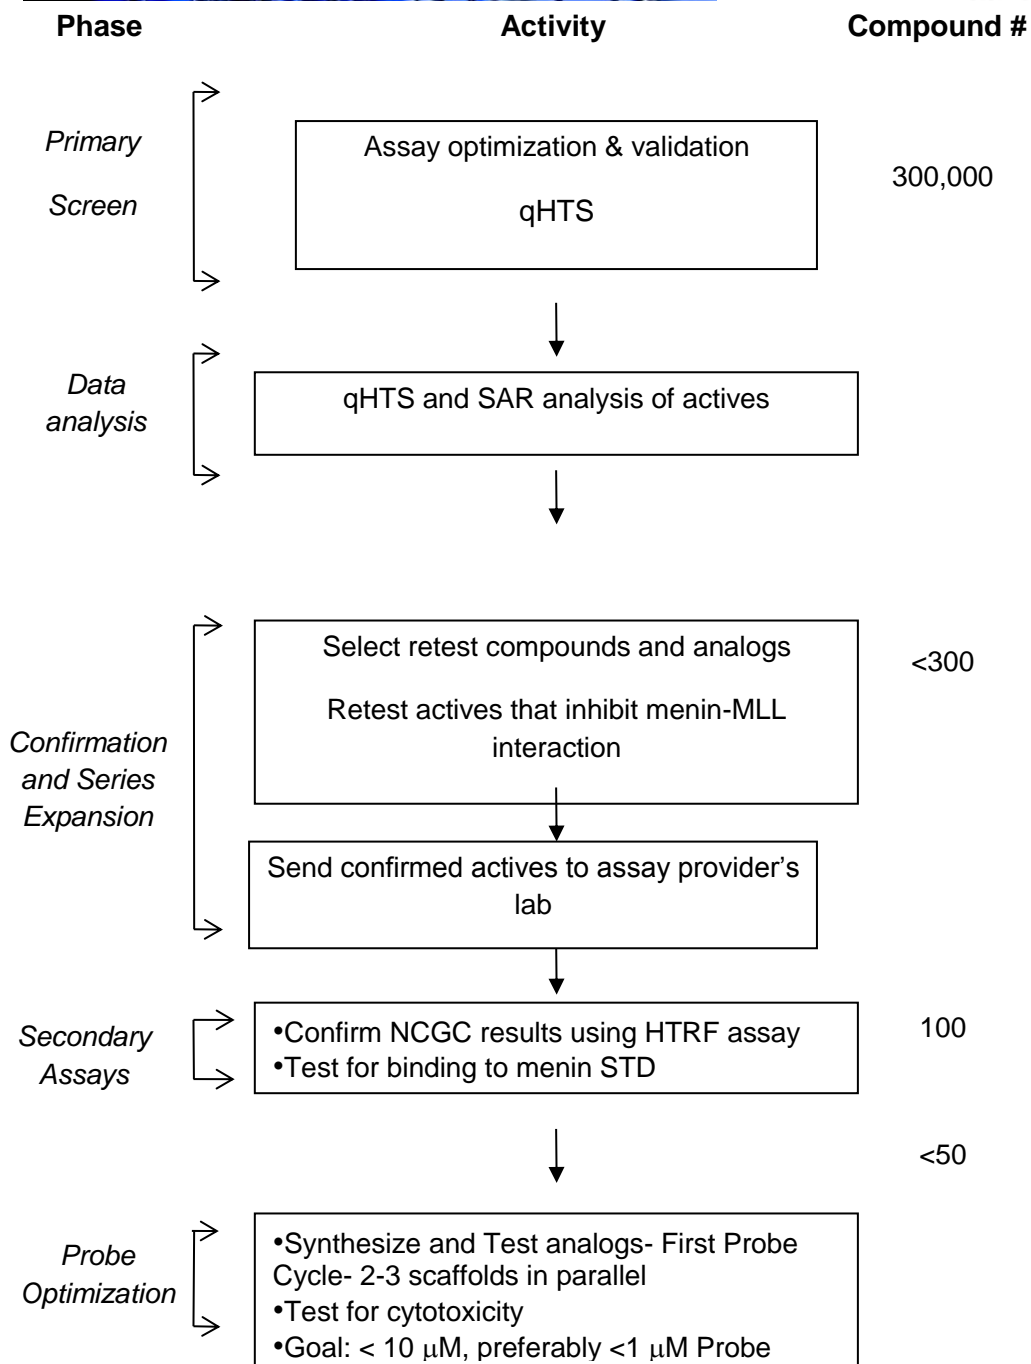 Phase Activity Compound #
Primary
Screen
Assay optimization & validation
qHTS
300,000
Data
analysis
qHTS and SAR analysis of actives
Confirmation
and Series
Expansion
Select retest compounds and analogs
Retest actives that inhibit menin-MLL
interaction
<300
Send confirmed actives to assay provider’s
lab
Secondary
Assays
•Confirm NCGC results using HTRF assay
•Test for binding to menin STD
100
<50
Probe
Optimization
•Synthesize and Test analogs- First Probe
Cycle- 2-3 scaffolds in parallel
•Test for cytotoxicity
•Goal: < 10 μM, preferably <1 μM Probe